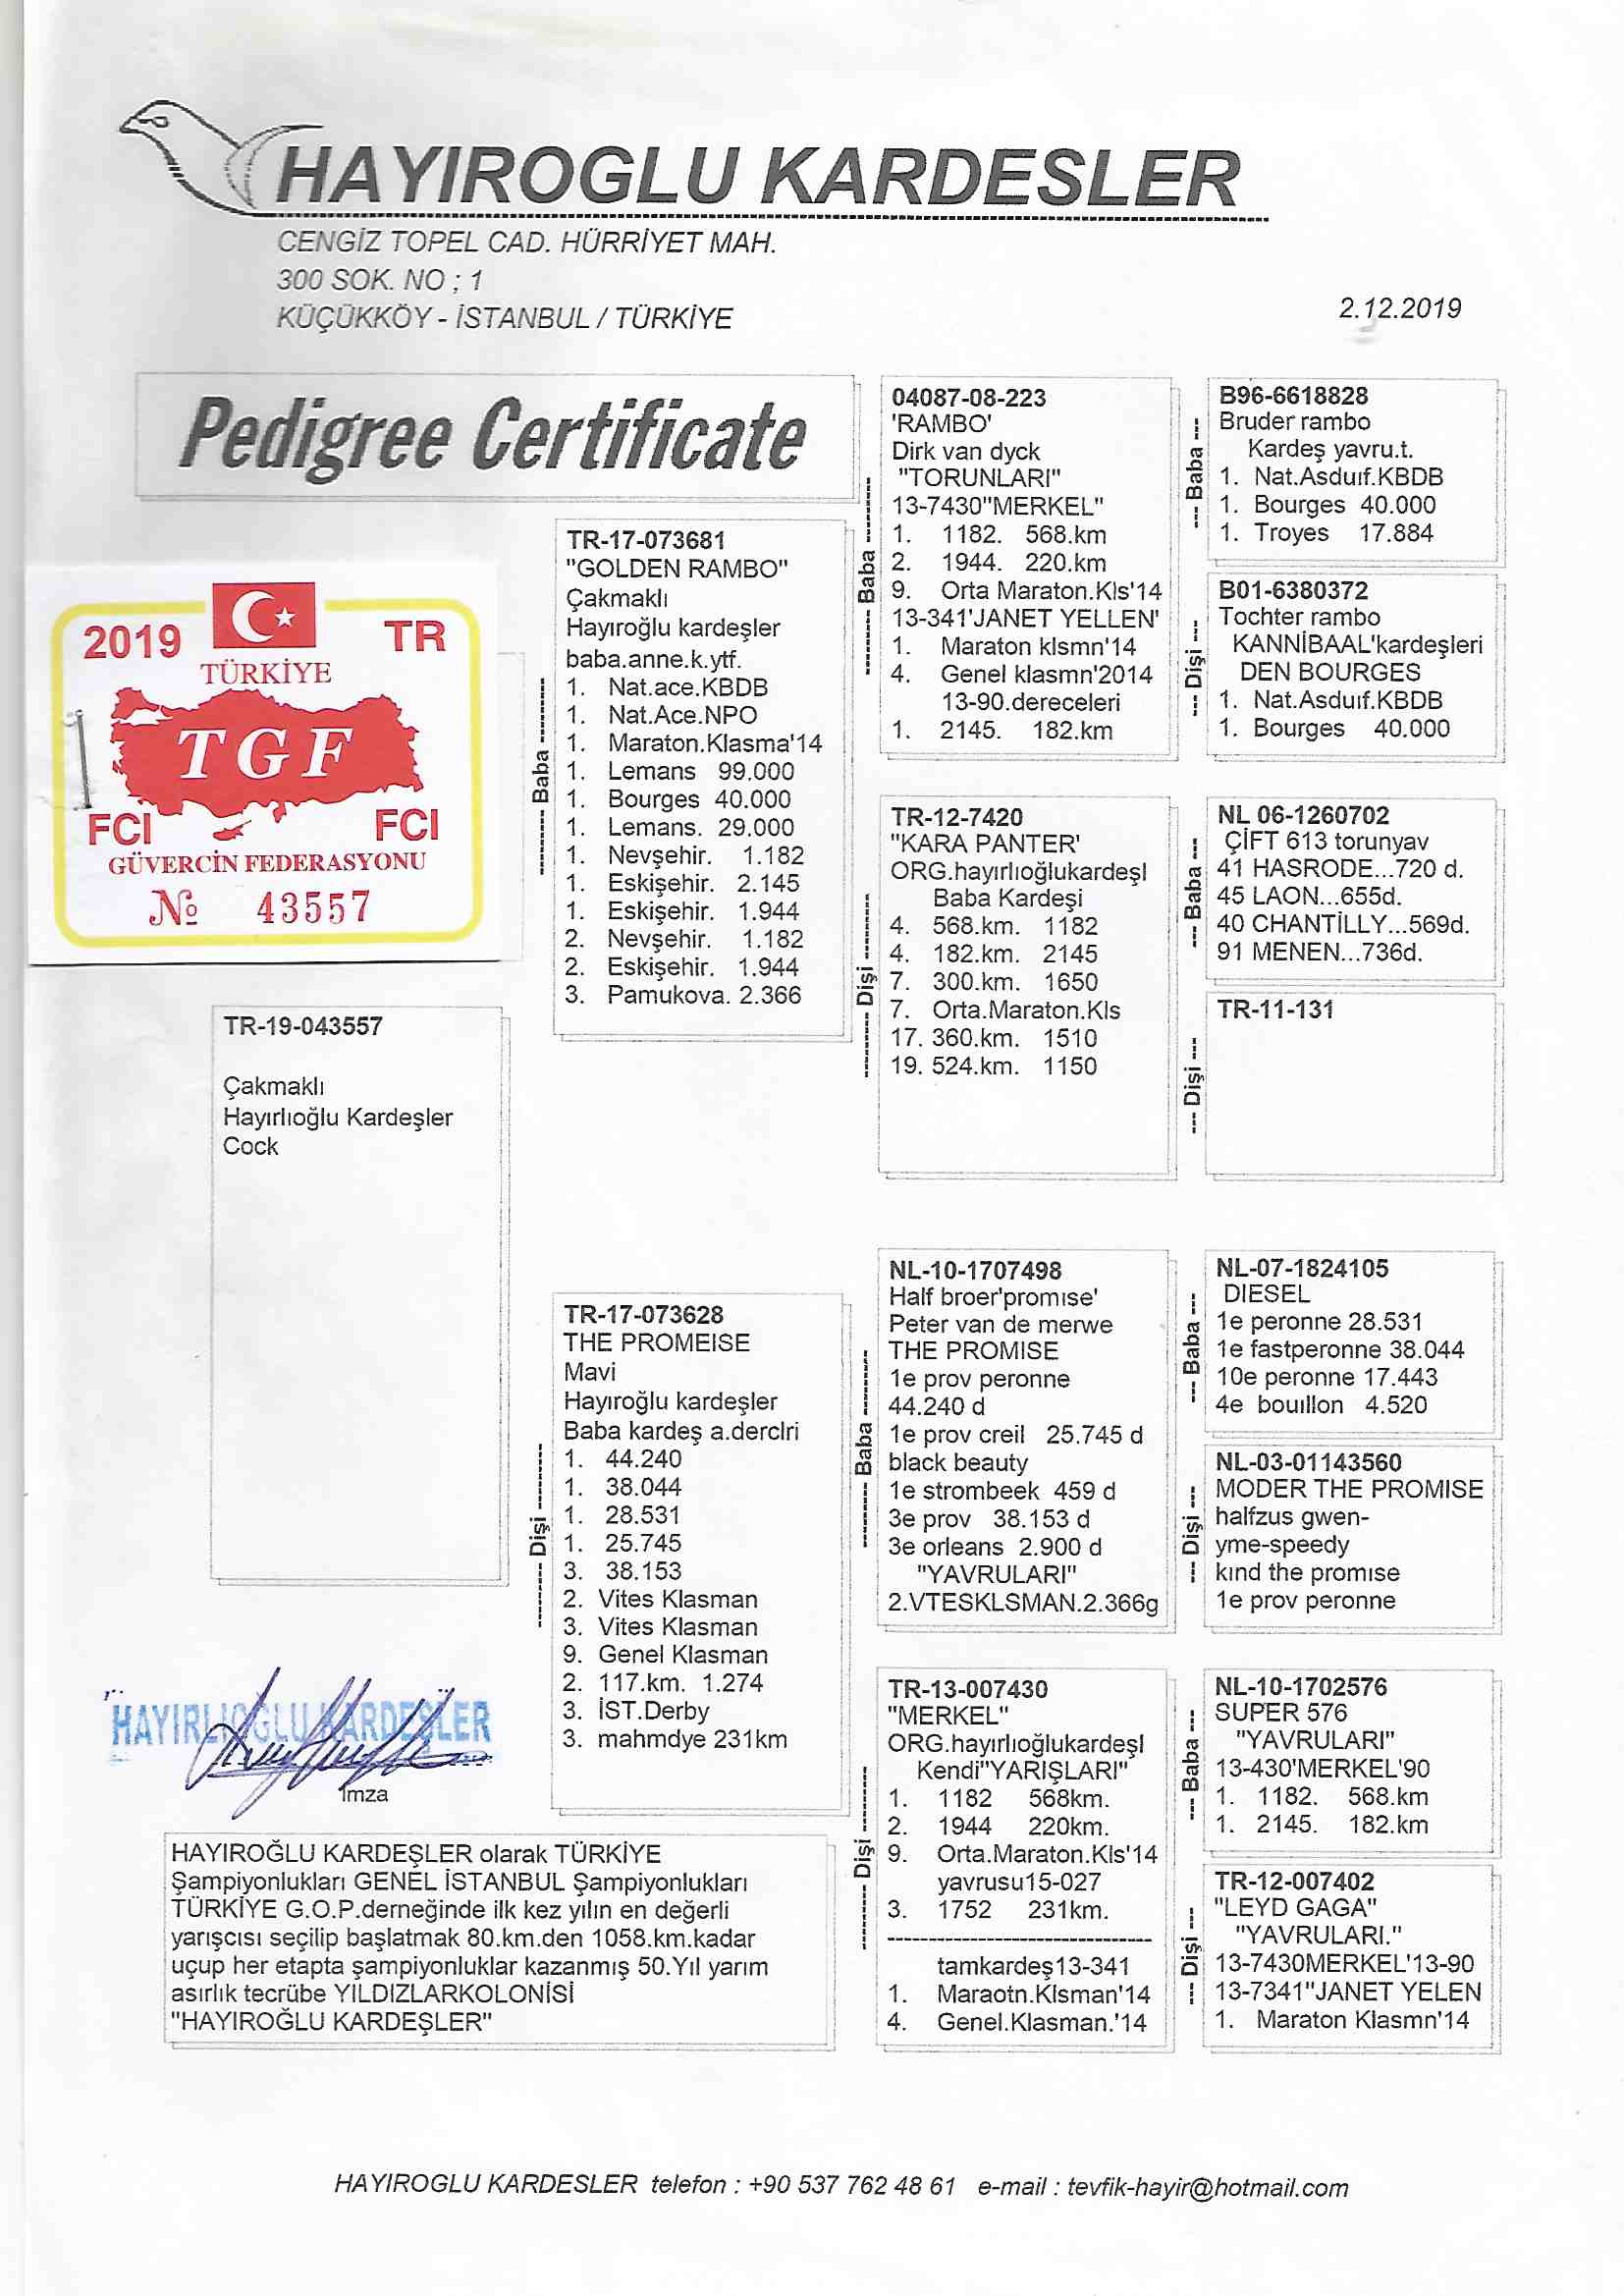 HAYIROGLU KARDESLER
CENGİZ TOPEL CAD. HÜRRİYET MAH.
300 SOK. NO ; 1
KÜÇÜKKÖY - İSTANBUL / TÜRKİYE
2.12.2019
Pedigree Certificate
2019
TR
TÜRKİYE
TGF
FCI
FCI
GÜVERCİN FEDERASYONU
№ 43557
TR-19-043557
Çakmaklı
Hayırlıoğlu Kardeşler
Cock
--- Baba ---
TR-17-073681
"GOLDEN RAMBO"
Çakmaklı
Hayıroğlu kardeşler
baba.anne.k.ytf.
1. Nat.ace.KBDB
1. Nat.Ace.NPO
1. Maraton.Klasma'14
1. Lemans 99.000
1. Bourges 40.000
1. Lemans. 29.000
1. Nevşehir. 1.182
1. Eskişehir. 2.145
1. Eskişehir. 1.944
2. Nevşehir. 1.182
2. Eskişehir. 1.944
3. Pamukova. 2.366
--- Dişi ---
TR-17-073628
THE PROMEISE
Mavi
Hayıroğlu kardeşler
Baba kardeş a.derclri
1. 44.240
1. 38.044
1. 28.531
1. 25.745
3. 38.153
2. Vites Klasman
3. Vites Klasman
9. Genel Klasman
2. 117.km. 1.274
3. İST.Derby
3. mahmdye 231km
--- Baba ---
04087-08-223
'RAMBO'
Dirk van dyck
"TORUNLARI"
13-7430"MERKEL"
1. 1182. 568.km
2. 1944. 220.km
9. Orta Maraton.Kls'14
13-341'JANET YELLEN'
1. Maraton klsmn'14
4. Genel klasmn'2014
13-90.dereceleri
1. 2145. 182.km
--- Dişi ---
TR-12-7420
"KARA PANTER'
ORG.hayırlıoğlukardeşl
Baba Kardeşi
4. 568.km. 1182
4. 182.km. 2145
7. 300.km. 1650
7. Orta.Maraton.Kls
17. 360.km. 1510
19. 524.km. 1150
--- Baba ---
NL-10-1707498
Half broer'promıse'
Peter van de merwe
THE PROMISE
1e prov peronne
44.240 d
1e prov creil 25.745 d
black beauty
1e strombeek 459 d
3e prov 38.153 d
3e orleans 2.900 d
"YAVRULARI"
2.VTESKLSMAN.2.366g
--- Dişi ---
TR-13-007430
"MERKEL"
ORG.hayırlıoğlukardeşl
Kendi"YARIŞLARI"
1. 1182 568km.
2. 1944 220km.
9. Orta.Maraton.Kls'14
yavrusu15-027
3. 1752 231km.
--------------------------------
tamkardeş13-341
1. Maraotn.Klsman'14
4. Genel.Klasman.'14
--- Baba ---
B96-6618828
Bruder rambo
Kardeş yavru.t.
1. Nat.Asduıf.KBDB
1. Bourges 40.000
1. Troyes 17.884
--- Dişi ---
B01-6380372
Tochter rambo
KANNİBAAL'kardeşleri
DEN BOURGES
1. Nat.Asduıf.KBDB
1. Bourges 40.000
--- Baba ---
NL 06-1260702
ÇİFT 613 torunyav
41 HASRODE...720 d.
45 LAON...655d.
40 CHANTİLLY...569d.
91 MENEN...736d.
--- Dişi ---
TR-11-131
--- Baba ---
NL-07-1824105
DIESEL
1e peronne 28.531
1e fastperonne 38.044
10e peronne 17.443
4e bouıllon 4.520
--- Dişi ---
NL-03-01143560
MODER THE PROMISE
halfzus gwen-
yme-speedy
kınd the promıse
1e prov peronne
--- Baba ---
NL-10-1702576
SUPER 576
"YAVRULARI"
13-430'MERKEL'90
1. 1182. 568.km
1. 2145. 182.km
--- Dişi ---
TR-12-007402
"LEYD GAGA"
"YAVRULARI."
13-7430MERKEL'13-90
13-7341"JANET YELEN
1. Maraton Klasmn'14
HAYIRLIOGLU KARDEŞLER
İmza
HAYIROĞLU KARDEŞLER olarak TÜRKİYE
Şampiyonlukları GENEL İSTANBUL Şampiyonlukları
TÜRKİYE G.O.P.derneğinde ilk kez yılın en değerli
yarışcısı seçilip başlatmak 80.km.den 1058.km.kadar
uçup her etapta şampiyonluklar kazanmış 50.Yıl yarım
asırlık tecrübe YILDIZLARKOLONİSİ
"HAYIROĞLU KARDEŞLER"
HAYIROGLU KARDESLER telefon : +90 537 762 48 61 e-mail : tevfik-hayir@hotmail.com